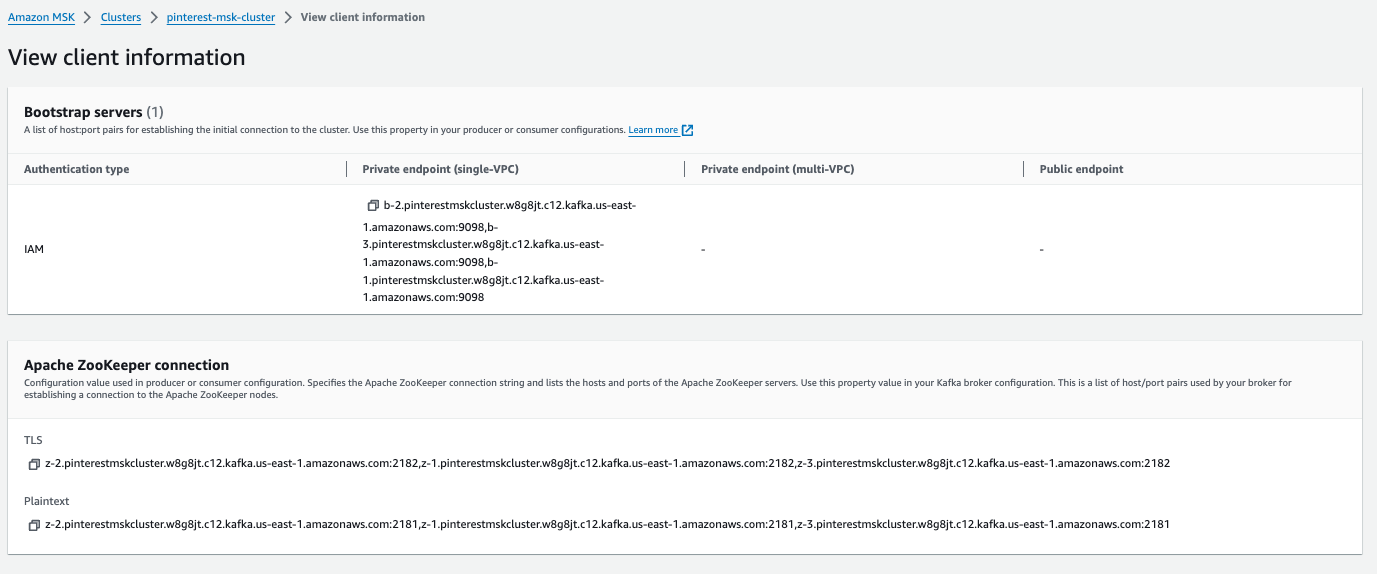 Amazon MSK > Clusters > pinterest-msk-cluster > View client information
View client information
Bootstrap servers (1)
A list of host:port pairs for establishing the initial connection to the cluster. Use this property in your producer or consumer configurations. Learn more
Authentication type
Private endpoint (single-VPC)
Private endpoint (multi-VPC)
Public endpoint
IAM
b-2.pinterestmskcluster.w8g8jt.c12.kafka.us-east-
1.amazonaws.com:9098,b-
3.pinterestmskcluster.w8g8jt.c12.kafka.us-east-
1.amazonaws.com:9098,b-
1.pinterestmskcluster.w8g8jt.c12.kafka.us-east-
1.amazonaws.com:9098
-
-
Apache ZooKeeper connection
Configuration value used in producer or consumer configuration. Specifies the Apache ZooKeeper connection string and lists the hosts and ports of the Apache ZooKeeper servers. Use this property value in your Kafka broker configuration. This is a list of host/port pairs used by your broker for
establishing a connection to the Apache ZooKeeper nodes.
TLS
z-2.pinterestmskcluster.w8g8jt.c12.kafka.us-east-1.amazonaws.com:2182,z-1.pinterestmskcluster.w8g8jt.c12.kafka.us-east-1.amazonaws.com:2182,z-3.pinterestmskcluster.w8g8jt.c12.kafka.us-east-1.amazonaws.com:2182
Plaintext
z-2.pinterestmskcluster.w8g8jt.c12.kafka.us-east-1.amazonaws.com:2181,z-1.pinterestmskcluster.w8g8jt.c12.kafka.us-east-1.amazonaws.com:2181,z-3.pinterestmskcluster.w8g8jt.c12.kafka.us-east-1.amazonaws.com:2181